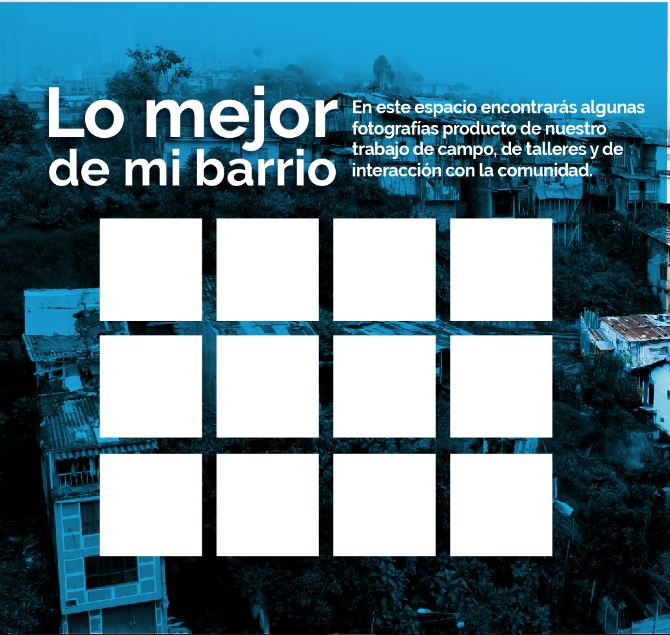 Lo mejor
de mi barrio
En este espacio encontrarás algunas
fotografías producto de nuestro
trabajo de campo, de talleres y de
interacción con la comunidad.